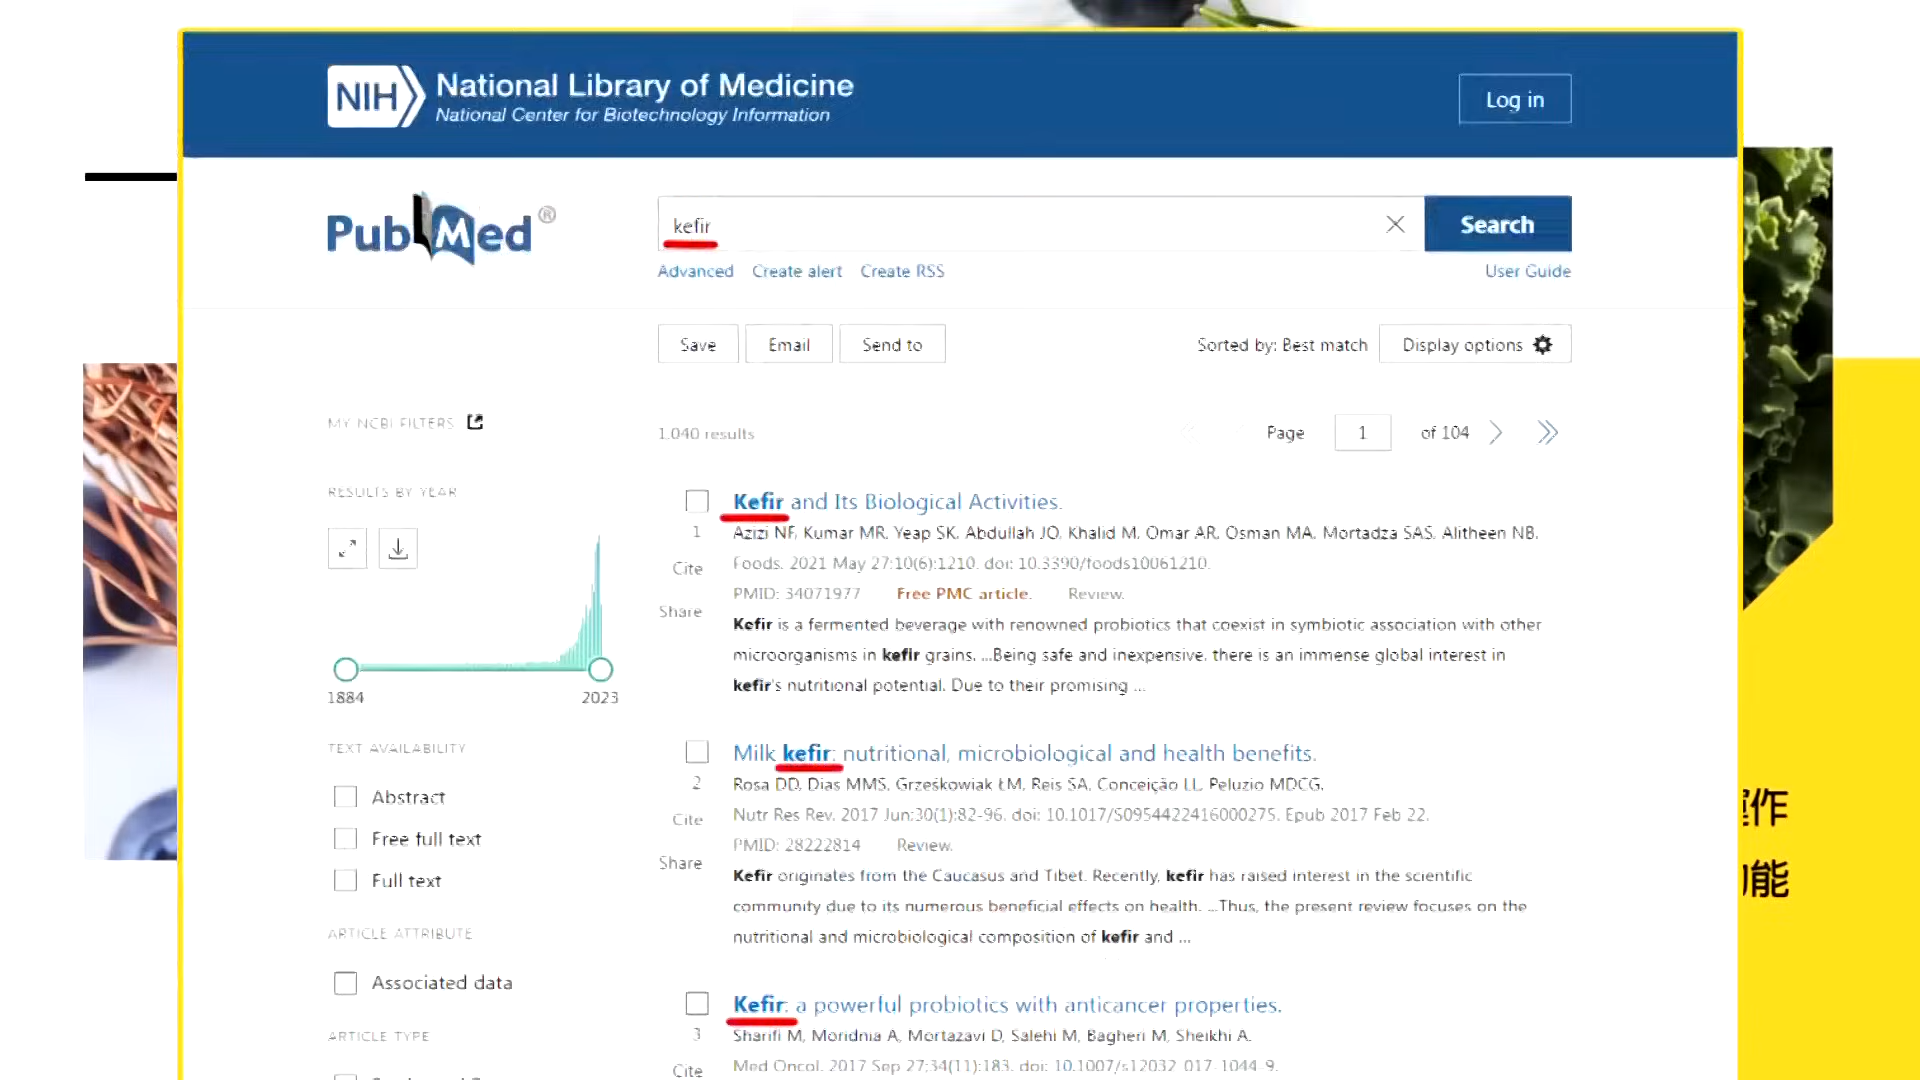 NIH National Library of Medicine
National Center for Biotechnology Information
Log in
PubMed®
kefir
Search
Advanced Create alert Create RSS
User Guide
Save Email Send to
Sorted by: Best match
Display options
MY NCBI FILTERS
1,040 results
Page 1 of 104
RESULTS BY YEAR
1884 2023
TEXT AVAILABILITY
Abstract
Free full text
Full text
ARTICLE ATTRIBUTE
Associated data
ARTICLE TYPE
Kefir and Its Biological Activities.
1
Azizi NF, Kumar MR, Yeap SK, Abdullah JO, Khalid M, Omar AR, Osman MA, Mortadza SAS, Alitheen NB.
Cite
Foods. 2021 May 27;10(6):1210. doi: 10.3390/foods10061210.
PMID: 34071977 Free PMC article. Review.
Share
Kefir is a fermented beverage with renowned probiotics that coexist in symbiotic association with other
microorganisms in kefir grains. ...Being safe and inexpensive, there is an immense global interest in
kefir's nutritional potential. Due to their promising ...
Milk kefir: nutritional, microbiological and health benefits.
2
Rosa DD, Dias MMS, Grześkowiak ŁM, Reis SA, Conceição LL, Peluzio MDCG.
Cite
Nutr Res Rev. 2017 Jun;30(1):82-96. doi: 10.1017/S0954422416000275. Epub 2017 Feb 22.
PMID: 28222814 Review.
Share
Kefir originates from the Caucasus and Tibet. Recently, kefir has raised interest in the scientific
community due to its numerous beneficial effects on health. ...Thus, the present review focuses on the
nutritional and microbiological composition of kefir and ...
Kefir: a powerful probiotics with anticancer properties.
3
Sharifi M, Moridnia A, Mortazavi D, Salehi M, Bagheri M, Sheikhi A.
Cite
Med Oncol. 2017 Sep 27;34(11):183. doi: 10.1007/s12032-017-1044-9.
作
能